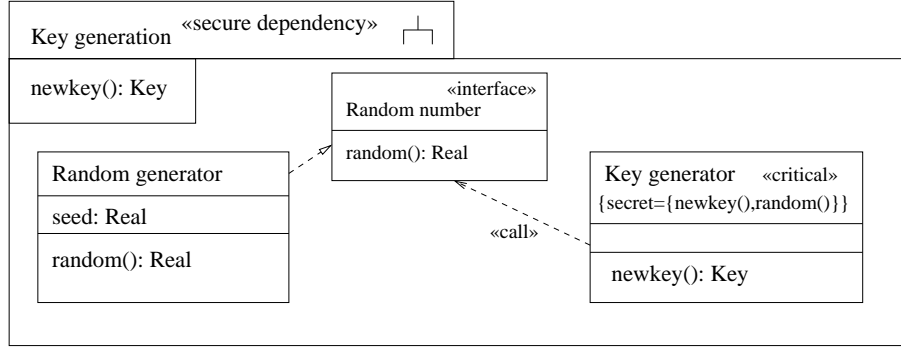 Key generation «secure dependency»
newkey(): Key
«interface»
Random number
random(): Real
Random generator
seed: Real
random(): Real
Key generator «critical»
{secret={newkey(),random()}}
newkey(): Key
«call»